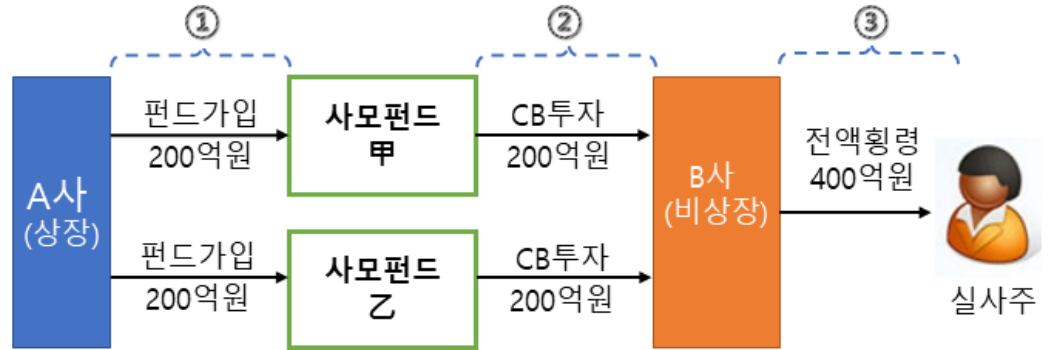 ①
②
③
펀드가입
200억원
사모펀드
甲
CB투자
200억원
A사
(상장)
B사
(비상장)
전액횡령
400억원
펀드가입
200억원
사모펀드
乙
CB투자
200억원
실사주